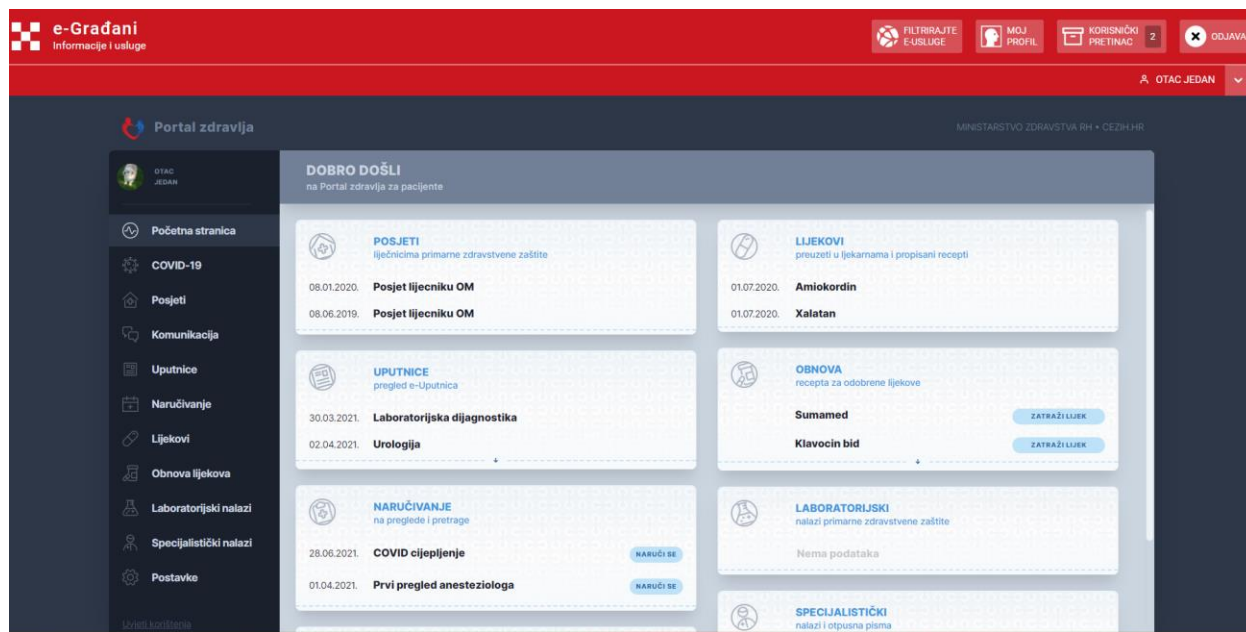 e-Građani
Informacije i usluge
FILTRIRAJTE
E-USLUGE
MOJ
PROFIL
KORISNIČKI
PRETINAC
2
ODJAVA
OTAC JEDAN
Portal zdravlja
MINISTARSTVO ZDRAVSTVA RH • CEZIH.HR
OTAC
JEDAN
Početna stranica
COVID-19
Posjeti
Komunikacija
Uputnice
Naručivanje
Lijekovi
Obnova lijekova
Laboratorijski nalazi
Specijalistički nalazi
Postavke
Uvjeti korištenja
DOBRO DOŠLI
na Portal zdravlja za pacijente
POSJETI
liječnicima primarne zdravstvene zaštite
08.01.2020. Posjet lijecniku OM
08.06.2019. Posjet lijecniku OM
UPUTNICE
pregled e-Uputnica
30.03.2021. Laboratorijska dijagnostika
02.04.2021. Urologija
NARUČIVANJE
na preglede i pretrage
28.06.2021. COVID cijepljenje NARUČI SE
01.04.2021. Prvi pregled anesteziologa NARUČI SE
LIJEKOVI
preuzeti u ljekarnama i propisani recepti
01.07.2020. Amiokordin
01.07.2020. Xalatan
OBNOVA
recepta za odobrene lijekove
Sumamed ZATRAŽI LIJEK
Klavocin bid ZATRAŽI LIJEK
LABORATORIJSKI
nalazi primarne zdravstvene zaštite
Nema podataka
SPECIJALISTIČKI
nalazi i otpusna pisma